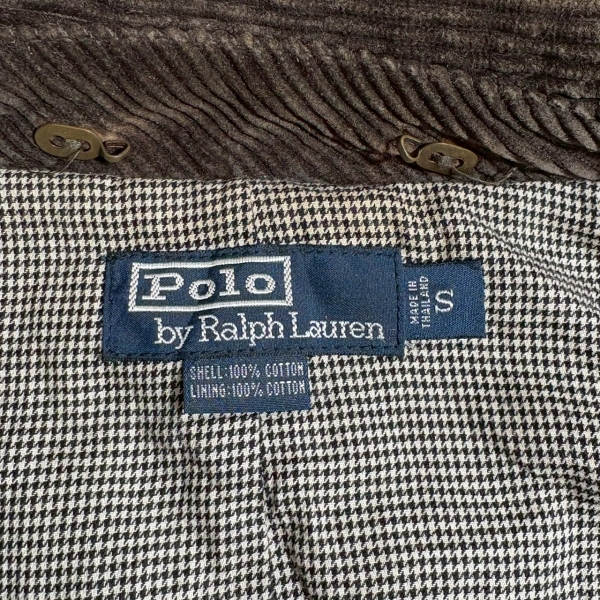 Polo
by Ralph Lauren
MADE IN
THAILAND
S
SHELL:100% COTTON
LINING:100% COTTON